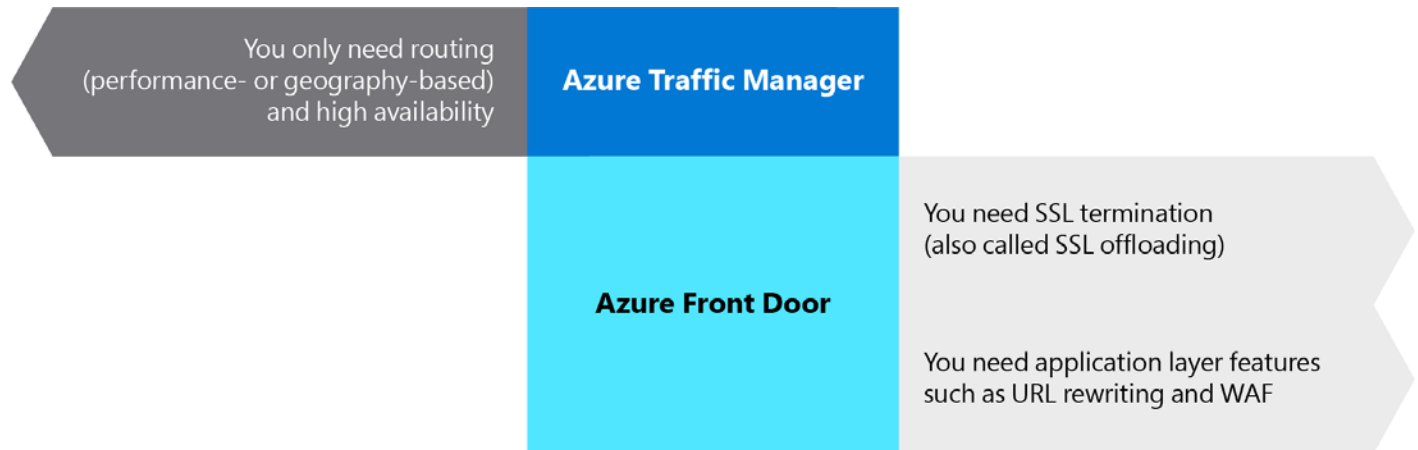 You only need routing
(performance- or geography-based)
and high availability
Azure Traffic Manager
You need SSL termination
(also called SSL offloading)
Azure Front Door
You need application layer features
such as URL rewriting and WAF